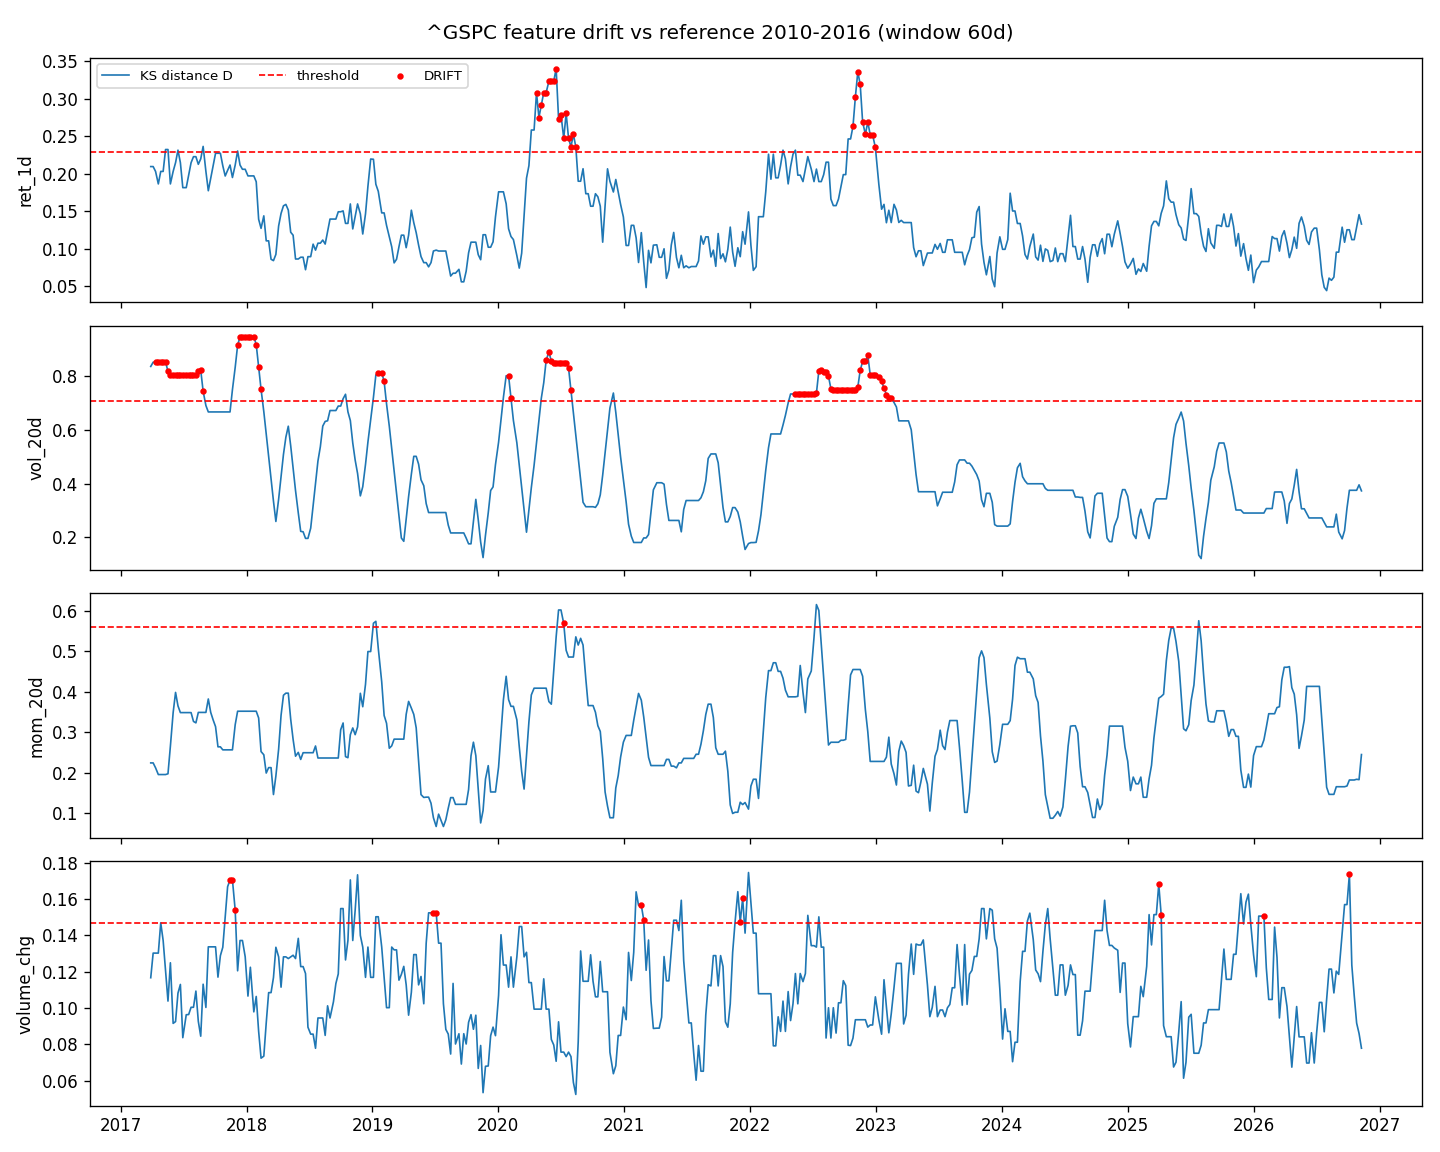 ^GSPC feature drift vs reference 2010-2016 (window 60d)
KS distance D
threshold
DRIFT
ret_1d
0.35
0.30
0.25
0.20
0.15
0.10
0.05
vol_20d
0.8
0.6
0.4
0.2
mom_20d
0.6
0.5
0.4
0.3
0.2
0.1
volume_chg
0.18
0.16
0.14
0.12
0.10
0.08
0.06
2017 2018 2019 2020 2021 2022 2023 2024 2025 2026 2027